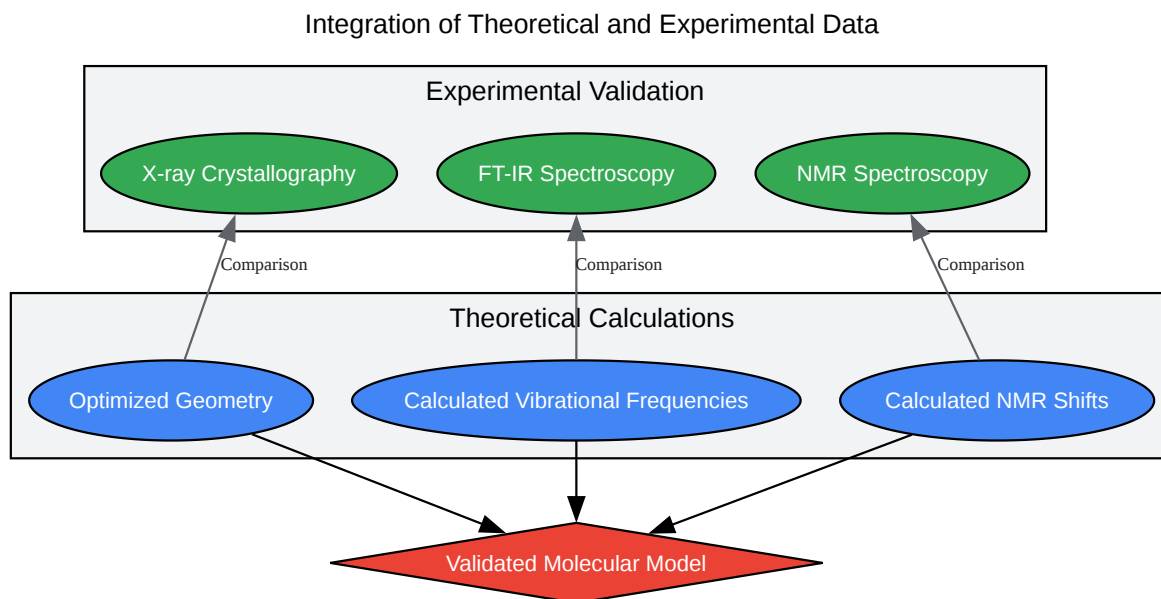 Integration of Theoretical and Experimental Data
Experimental Validation
X-ray Crystallography
FT-IR Spectroscopy
NMR Spectroscopy
Comparison
Comparison
Comparison
Theoretical Calculations
Optimized Geometry
Calculated Vibrational Frequencies
Calculated NMR Shifts
Validated Molecular Model